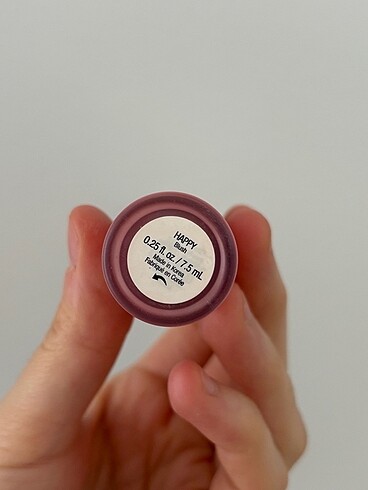 HAPPY
Blush
0.25 fl. oz. / 7.5 mL
Made in Korea
Fabriqué en Corée